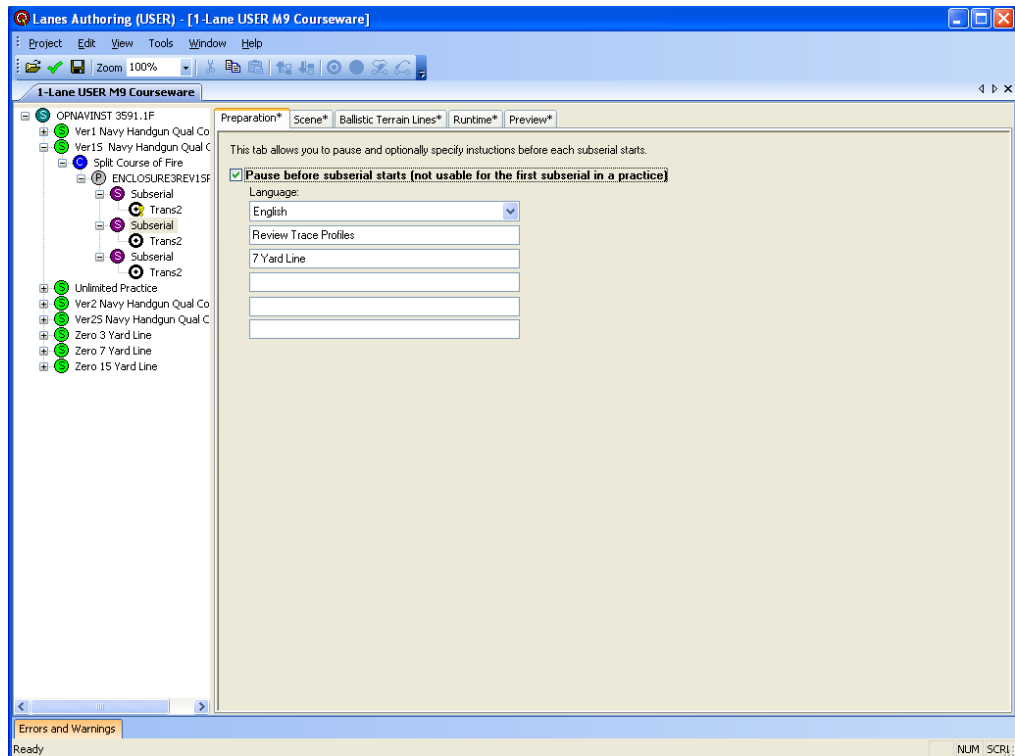 Lanes Authoring (USER) - [1-Lane USER M9 Courseware]
Project Edit View Tools Window Help
Zoom 100%
1-Lane USER M9 Courseware
OPNAVINST 3591.1F
Ver1 Navy Handgun Qual Co
Ver1S Navy Handgun Qual C
Split Course of Fire
P ENCLOSURE3REV1SF
S Subserial
Trans2
S Subserial
Trans2
S Subserial
Trans2
S Unlimited Practice
S Ver2 Navy Handgun Qual Co
S Ver2S Navy Handgun Qual C
S Zero 3 Yard Line
S Zero 7 Yard Line
S Zero 15 Yard Line
Preparation* Scene* Ballistic Terrain Lines* Runtime* Preview*
This tab allows you to pause and optionally specify instuctions before each subserial starts.
Pause before subserial starts (not usable for the first subserial in a practice)
Language:
English
Review Trace Profiles
7 Yard Line
Errors and Warnings
Ready NUM SCRL